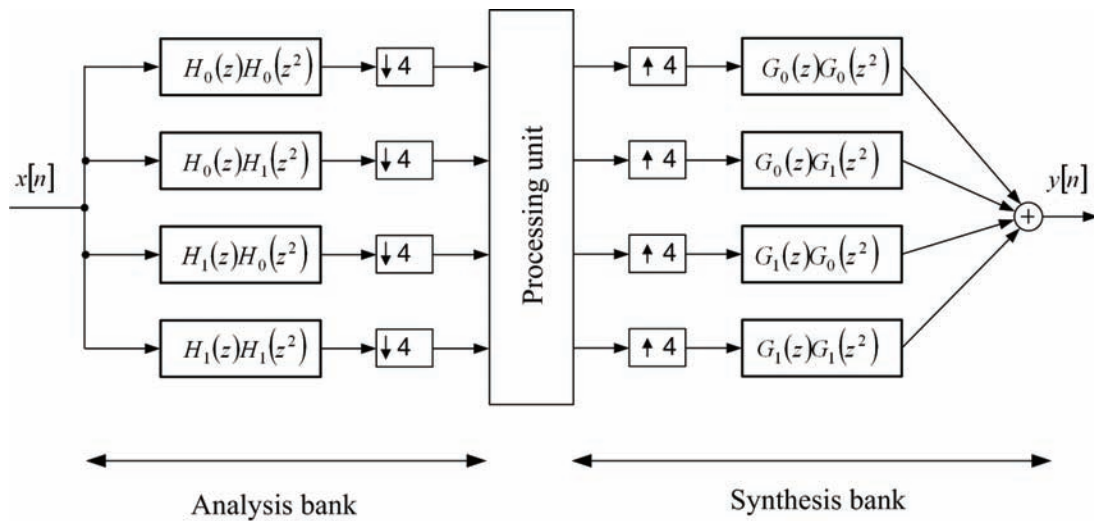 H₀(z)H₀(z²) ↓4 ↑4 G₀(z)G₀(z²)
H₀(z)H₁(z²) ↓4 ↑4 G₀(z)G₁(z²)
x[n] Processing unit y[n]
+
H₁(z)H₀(z²) ↓4 ↑4 G₁(z)G₀(z²)
H₁(z)H₁(z²) ↓4 ↑4 G₁(z)G₁(z²)
Analysis bank Synthesis bank